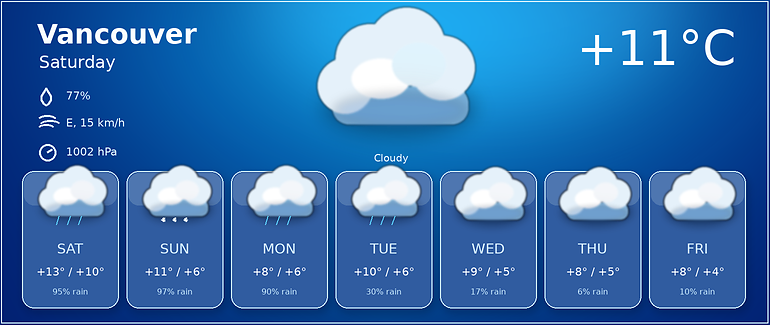 Vancouver
Saturday
+11°C
77%
E, 15 km/h
1002 hPa
Cloudy
SAT
+13° / +10°
95% rain
SUN
+11° / +6°
97% rain
MON
+8° / +6°
90% rain
TUE
+10° / +6°
30% rain
WED
+9° / +5°
17% rain
THU
+8° / +5°
6% rain
FRI
+8° / +4°
10% rain